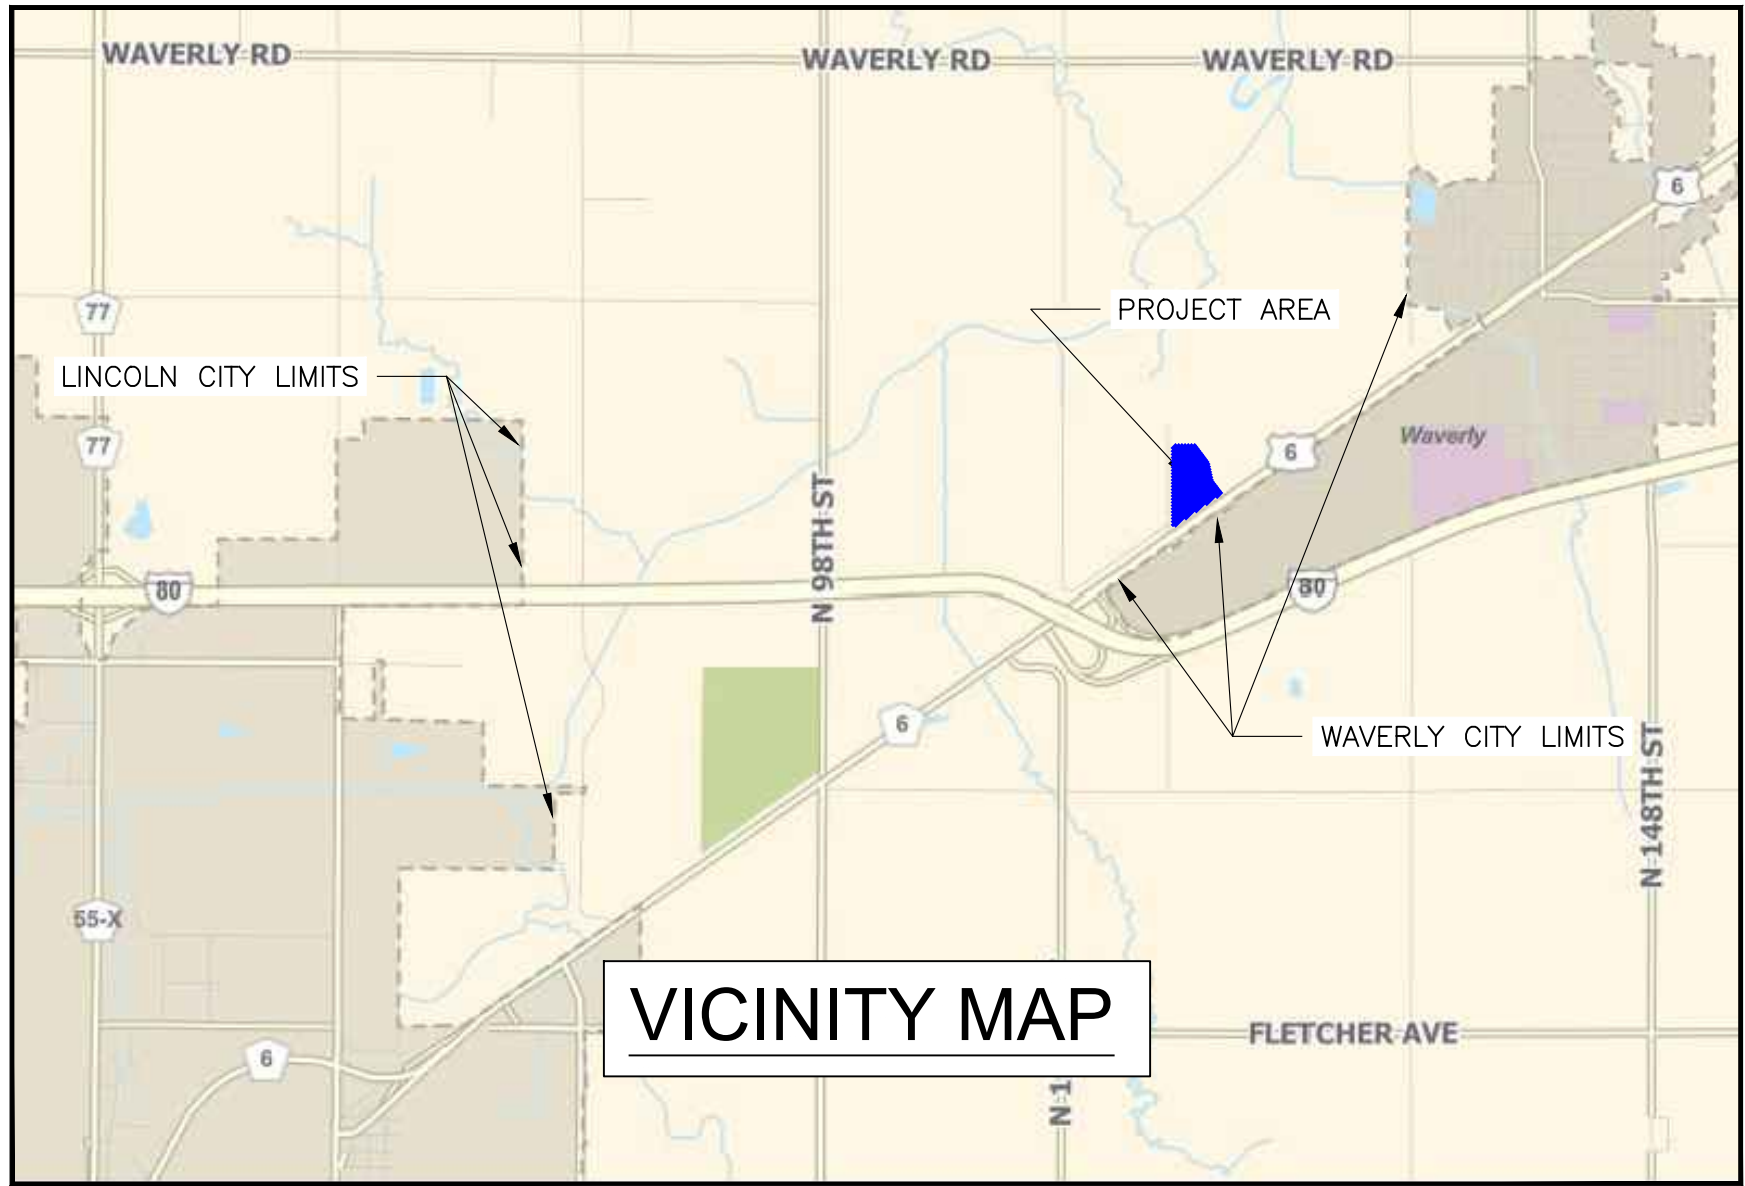 WAVERLY RD
WAVERLY RD
WAVERLY RD
6
77
PROJECT AREA
LINCOLN CITY LIMITS
77
6
Waverly
N 98TH ST
80
80
6
WAVERLY CITY LIMITS
N 148TH ST
55-X
VICINITY MAP
FLETCHER AVE
6
N 1